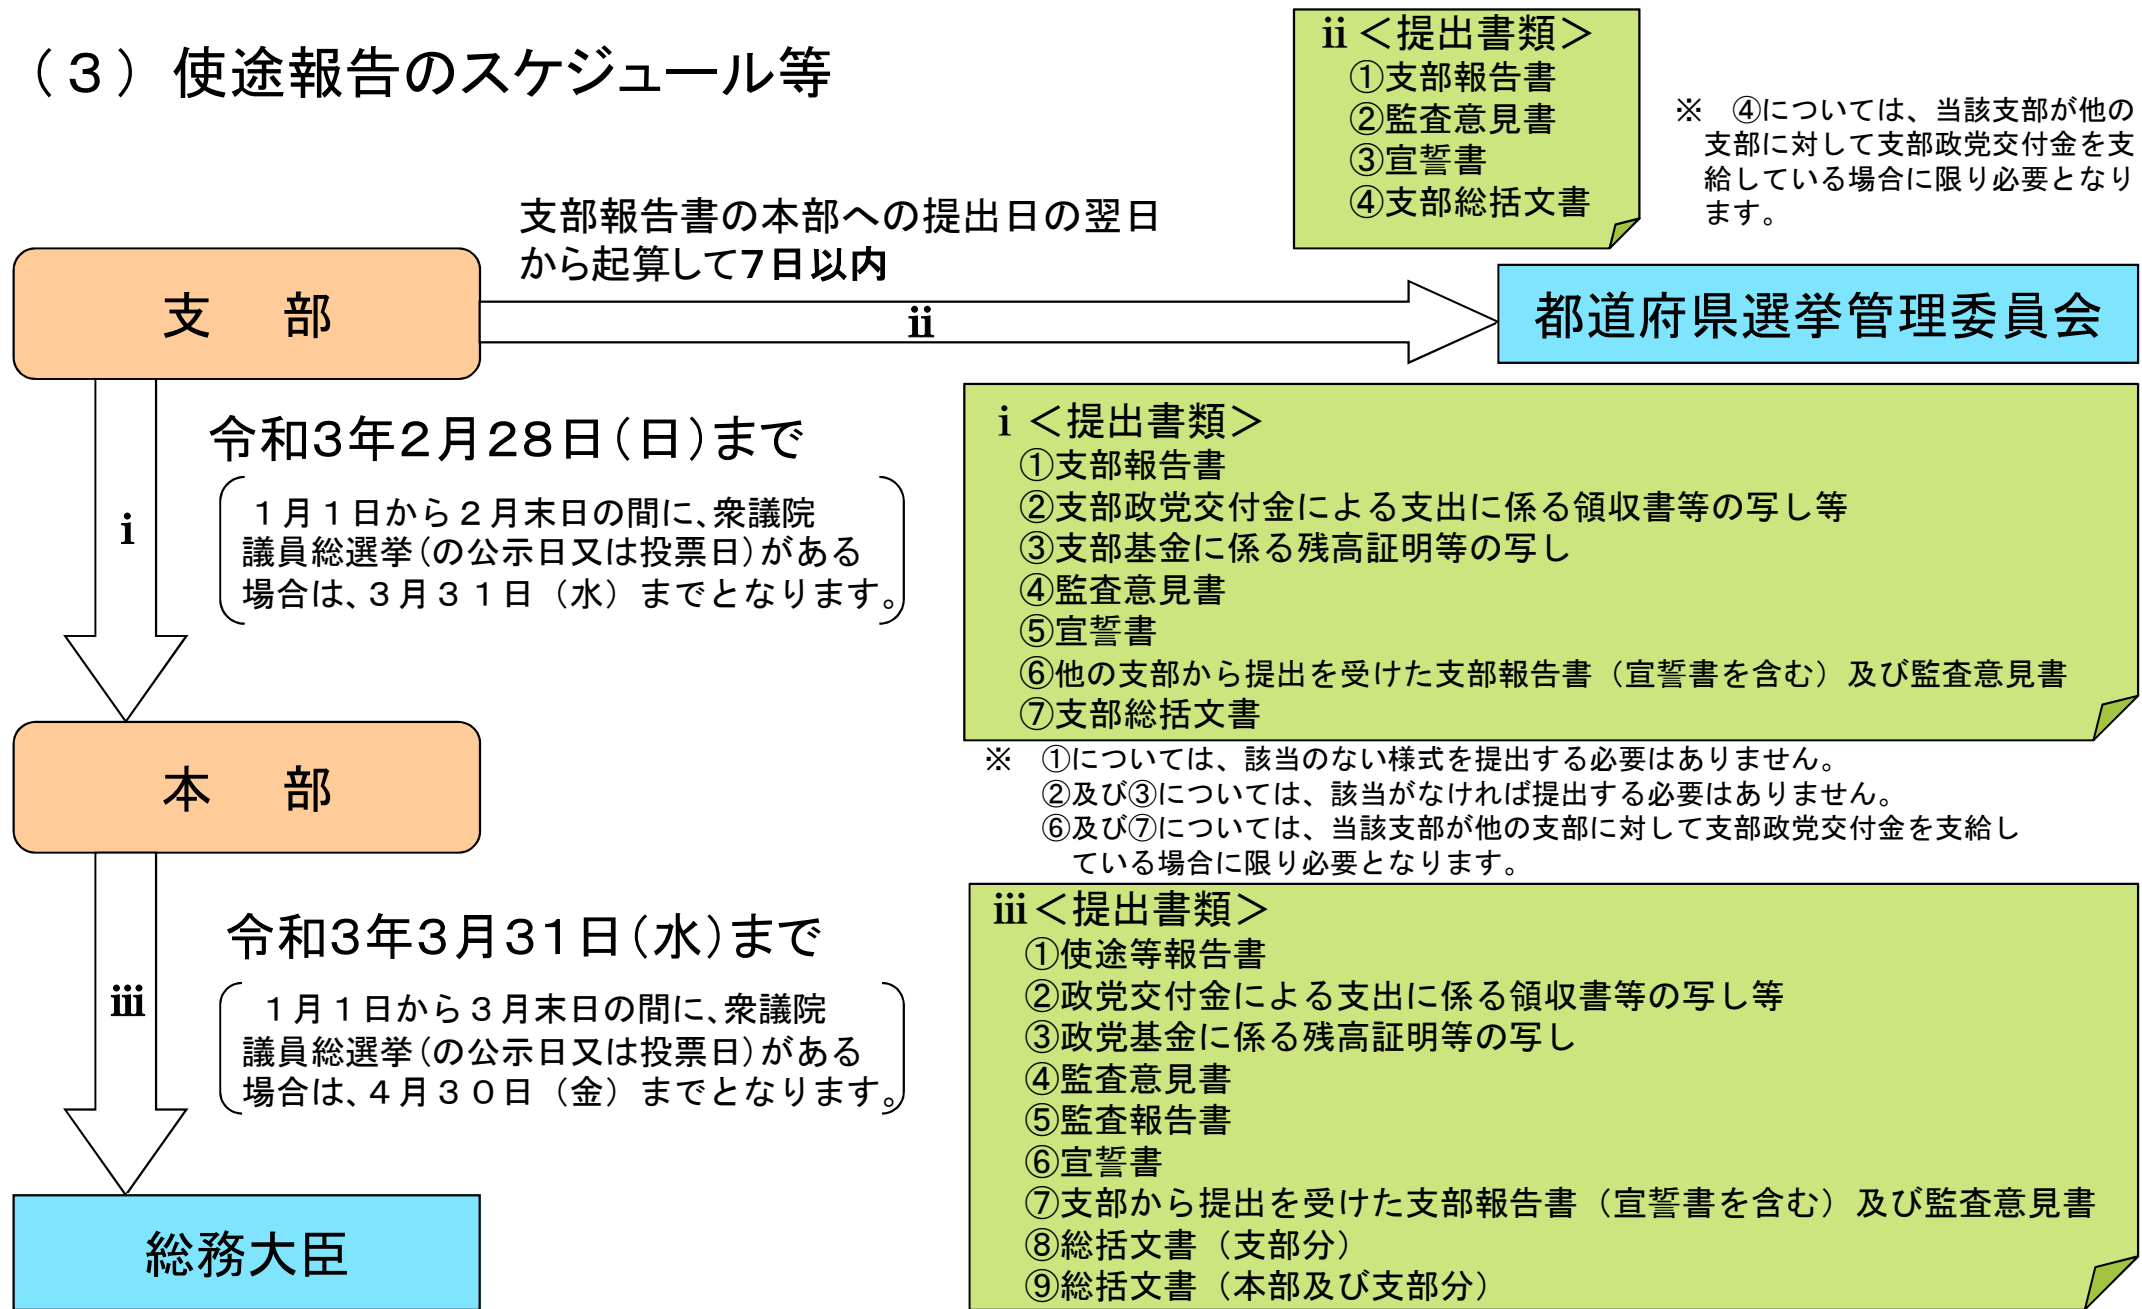 （３）使途報告のスケジュール等
ⅱ＜提出書類＞
①支部報告書
②監査意見書
③宣誓書
④支部総括文書
※　④については、当該支部が他の
支部に対して支部政党交付金を支
給している場合に限り必要となり
ます。
支部報告書の本部への提出日の翌日
から起算して７日以内
支　部
ⅱ
都道府県選挙管理委員会
令和３年２月２８日（日）まで
１月１日から２月末日の間に、衆議院
議員総選挙（の公示日又は投票日）がある
場合は、３月３１日（水）までとなります。
ⅰ
ⅰ＜提出書類＞
①支部報告書
②支部政党交付金による支出に係る領収書等の写し等
③支部基金に係る残高証明等の写し
④監査意見書
⑤宣誓書
⑥他の支部から提出を受けた支部報告書（宣誓書を含む）及び監査意見書
⑦支部総括文書
※　①については、該当のない様式を提出する必要はありません。
②及び③については、該当がなければ提出する必要はありません。
⑥及び⑦については、当該支部が他の支部に対して支部政党交付金を支給し
ている場合に限り必要となります。
本　部
令和３年３月３１日（水）まで
１月１日から３月末日の間に、衆議院
議員総選挙（の公示日又は投票日）がある
場合は、４月３０日（金）までとなります。
ⅲ
ⅲ＜提出書類＞
①使途等報告書
②政党交付金による支出に係る領収書等の写し等
③政党基金に係る残高証明等の写し
④監査意見書
⑤監査報告書
⑥宣誓書
⑦支部から提出を受けた支部報告書（宣誓書を含む）及び監査意見書
⑧総括文書（支部分）
⑨総括文書（本部及び支部分）
総務大臣